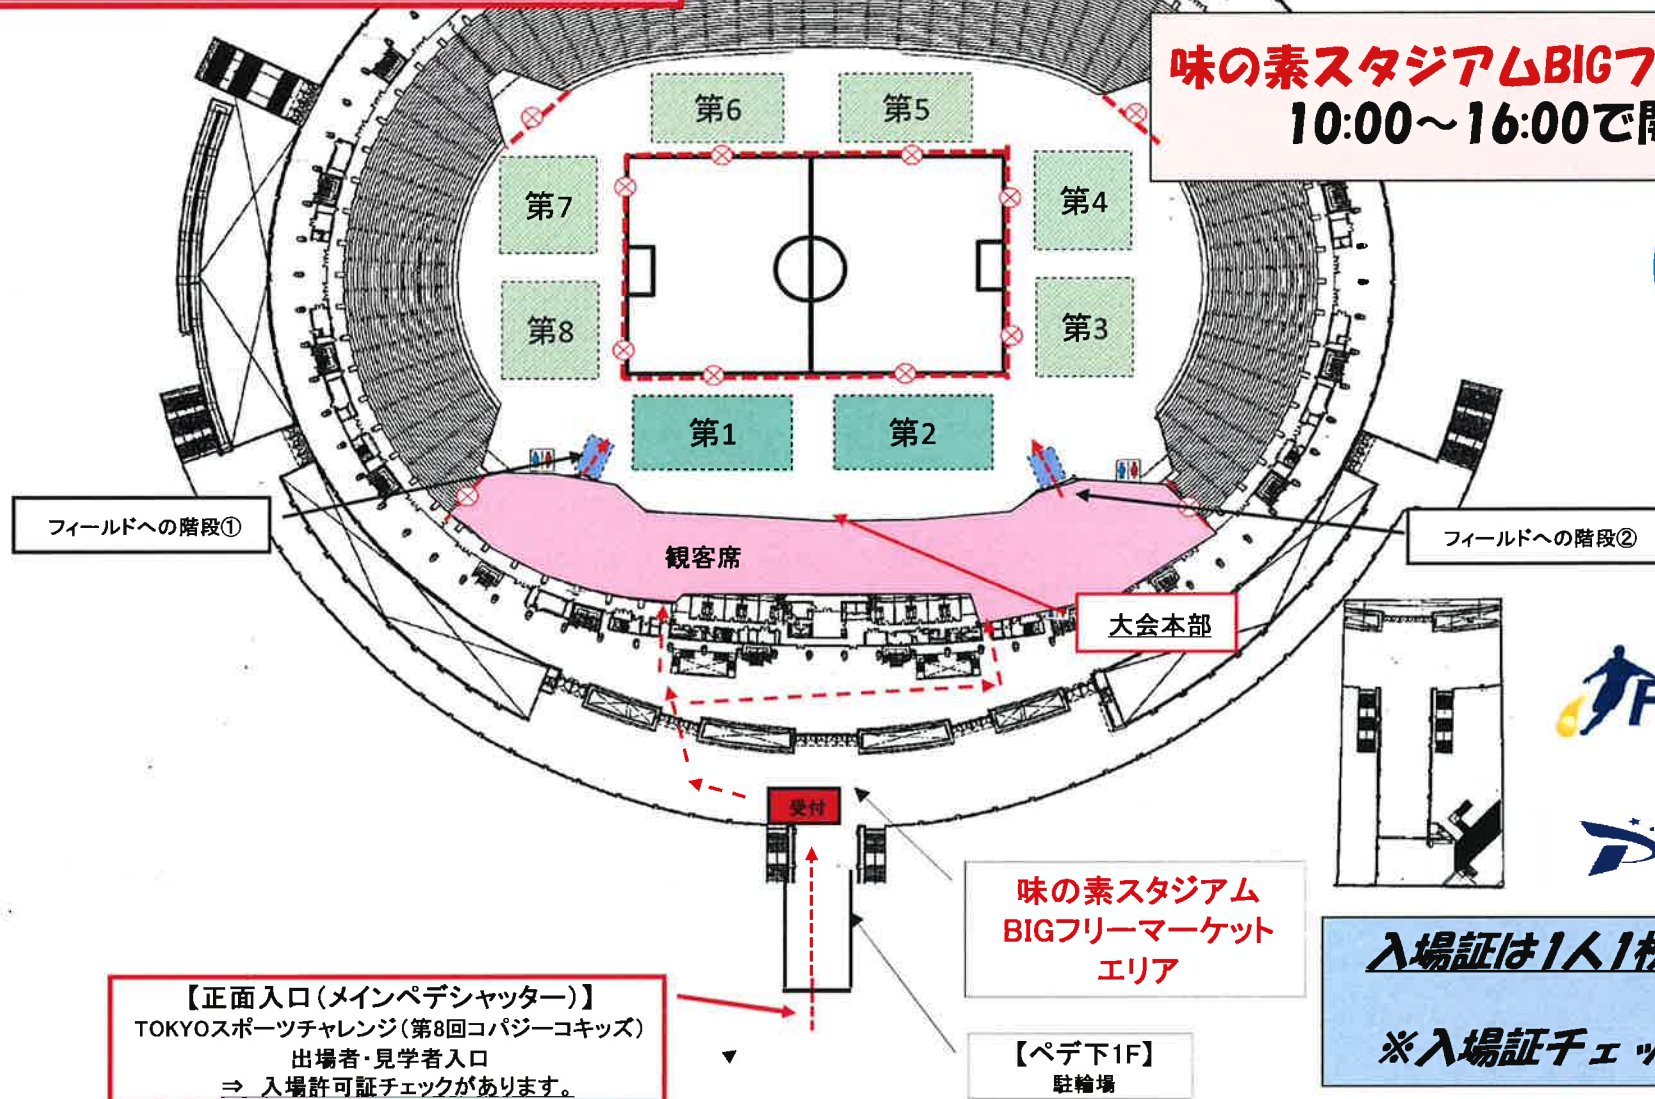 味の素スタジアムBIGフ
10:00～16:00で開
第6
第5
第7
第4
第8
第3
第1
第2
フィールドへの階段①
フィールドへの階段②
観客席
大会本部
受付
味の素スタジアム
BIGフリーマーケット
エリア
入場証は1人1枚
※入場証チェッ
【正面入口（メインペデシャッター）】
TOKYOスポーツチャレンジ（第8回コパジーコキッズ）
出場者・見学者入口
⇒ 入場許可証チェックがあります。
【ペデ下1F】
駐輪場
F